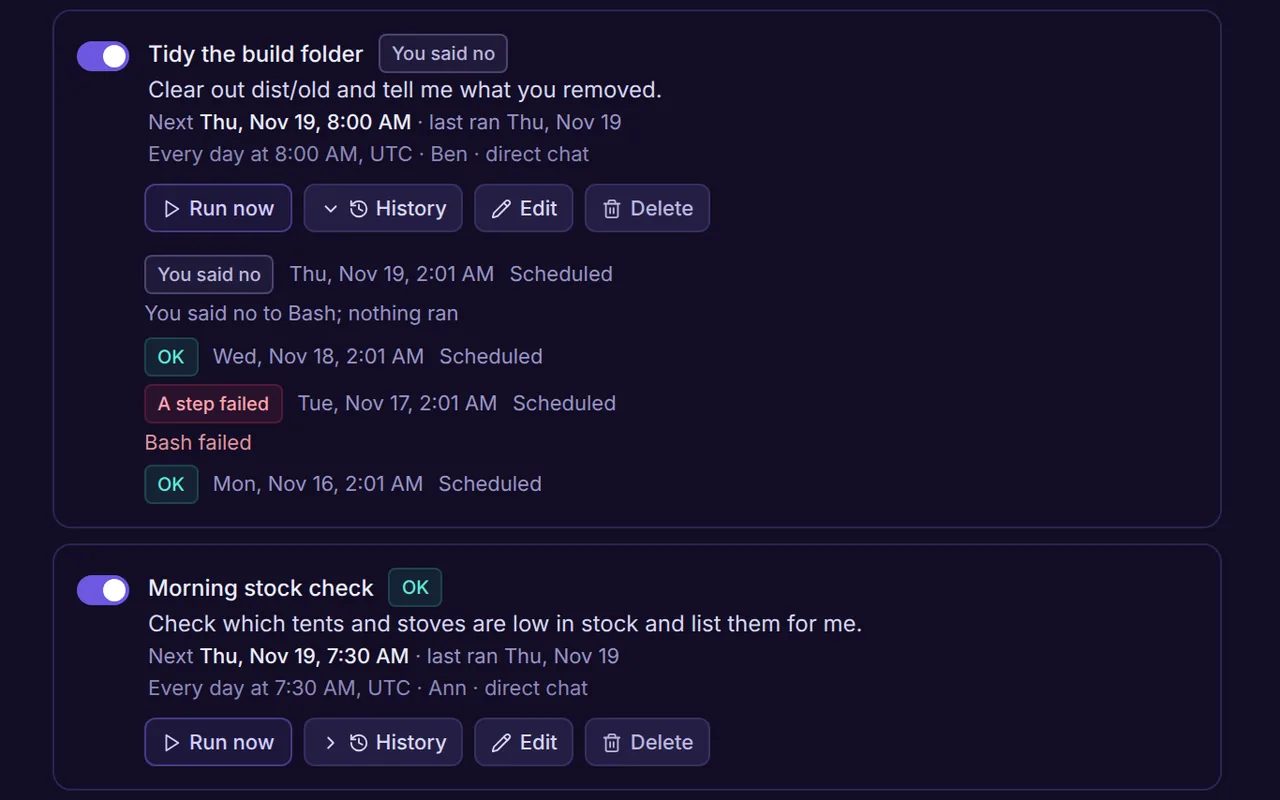 Tidy the build folder You said no
Clear out dist/old and tell me what you removed.
Next Thu, Nov 19, 8:00 AM · last ran Thu, Nov 19
Every day at 8:00 AM, UTC · Ben · direct chat
Run now History Edit Delete
You said no Thu, Nov 19, 2:01 AM Scheduled
You said no to Bash; nothing ran
OK Wed, Nov 18, 2:01 AM Scheduled
A step failed Tue, Nov 17, 2:01 AM Scheduled
Bash failed
OK Mon, Nov 16, 2:01 AM Scheduled
Morning stock check OK
Check which tents and stoves are low in stock and list them for me.
Next Thu, Nov 19, 7:30 AM · last ran Thu, Nov 19
Every day at 7:30 AM, UTC · Ann · direct chat
Run now History Edit Delete